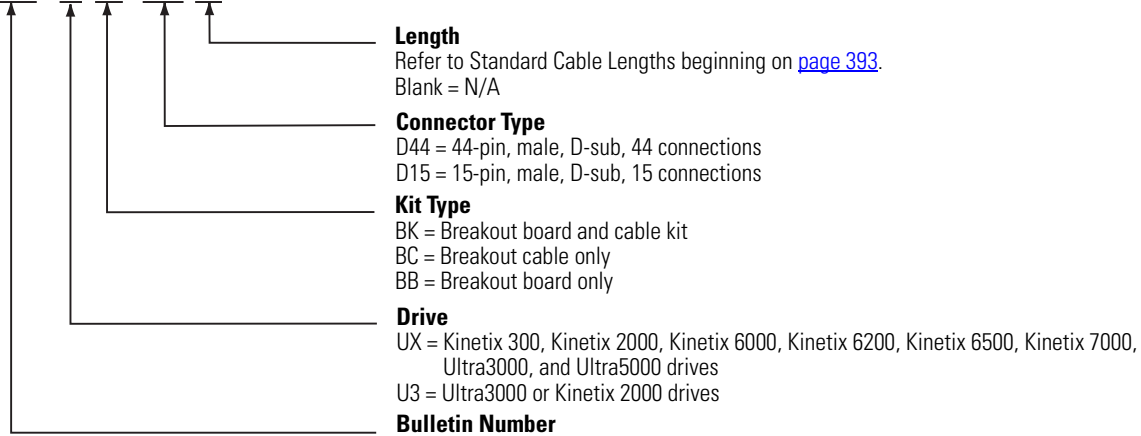 Length
Refer to Standard Cable Lengths beginning on page 393.
Blank = N/A
Connector Type
D44 = 44-pin, male, D-sub, 44 connections
D15 = 15-pin, male, D-sub, 15 connections
Kit Type
BK = Breakout board and cable kit
BC = Breakout cable only
BB = Breakout board only
Drive
UX = Kinetix 300, Kinetix 2000, Kinetix 6000, Kinetix 6200, Kinetix 6500, Kinetix 7000,
Ultra3000, and Ultra5000 drives
U3 = Ultra3000 or Kinetix 2000 drives
Bulletin Number